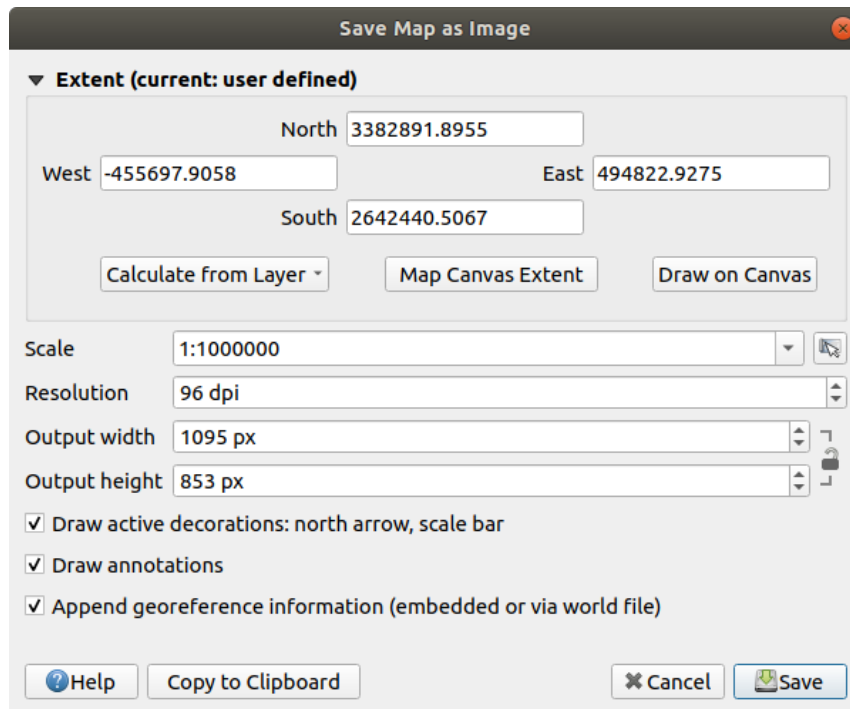 Save Map as Image
Extent (current: user defined)
North 3382891.8955
West -455697.9058 East 494822.9275
South 2642440.5067
Calculate from Layer Map Canvas Extent Draw on Canvas
Scale 1:1000000
Resolution 96 dpi
Output width 1095 px
Output height 853 px
Draw active decorations: north arrow, scale bar
Draw annotations
Append georeference information (embedded or via world file)
Help Copy to Clipboard Cancel Save